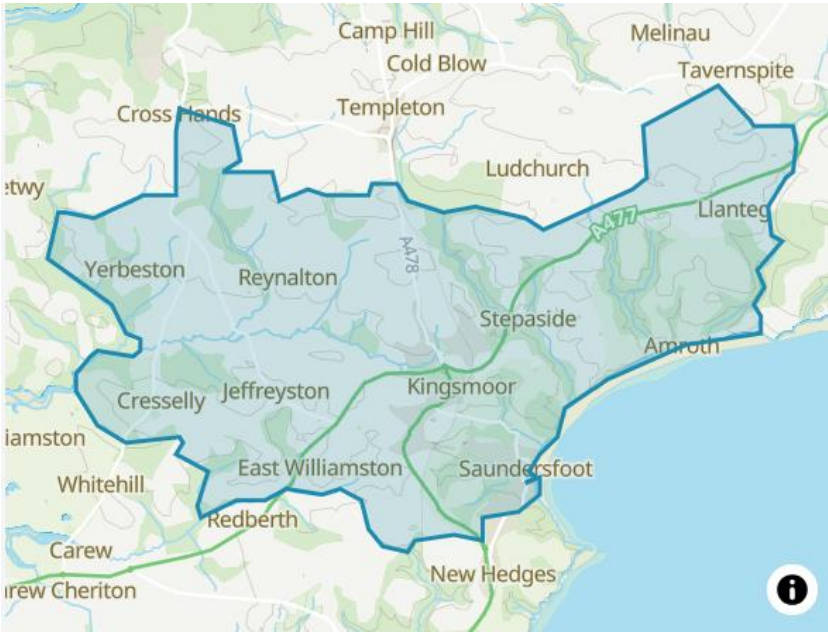 Camp Hill
Melinau
Cold Blow
Tavernspite
Cross Hands
Templeton
Ludchurch
etwy
Llanteg
A477
A478
Yerbeston
Reynalton
Stepaside
Amroth
Kingsmoor
Jeffreyston
Cresselly
iamston
East Williamston
Saundersfoot
Whitehill
Redberth
Carew
New Hedges
rew Cheriton
i